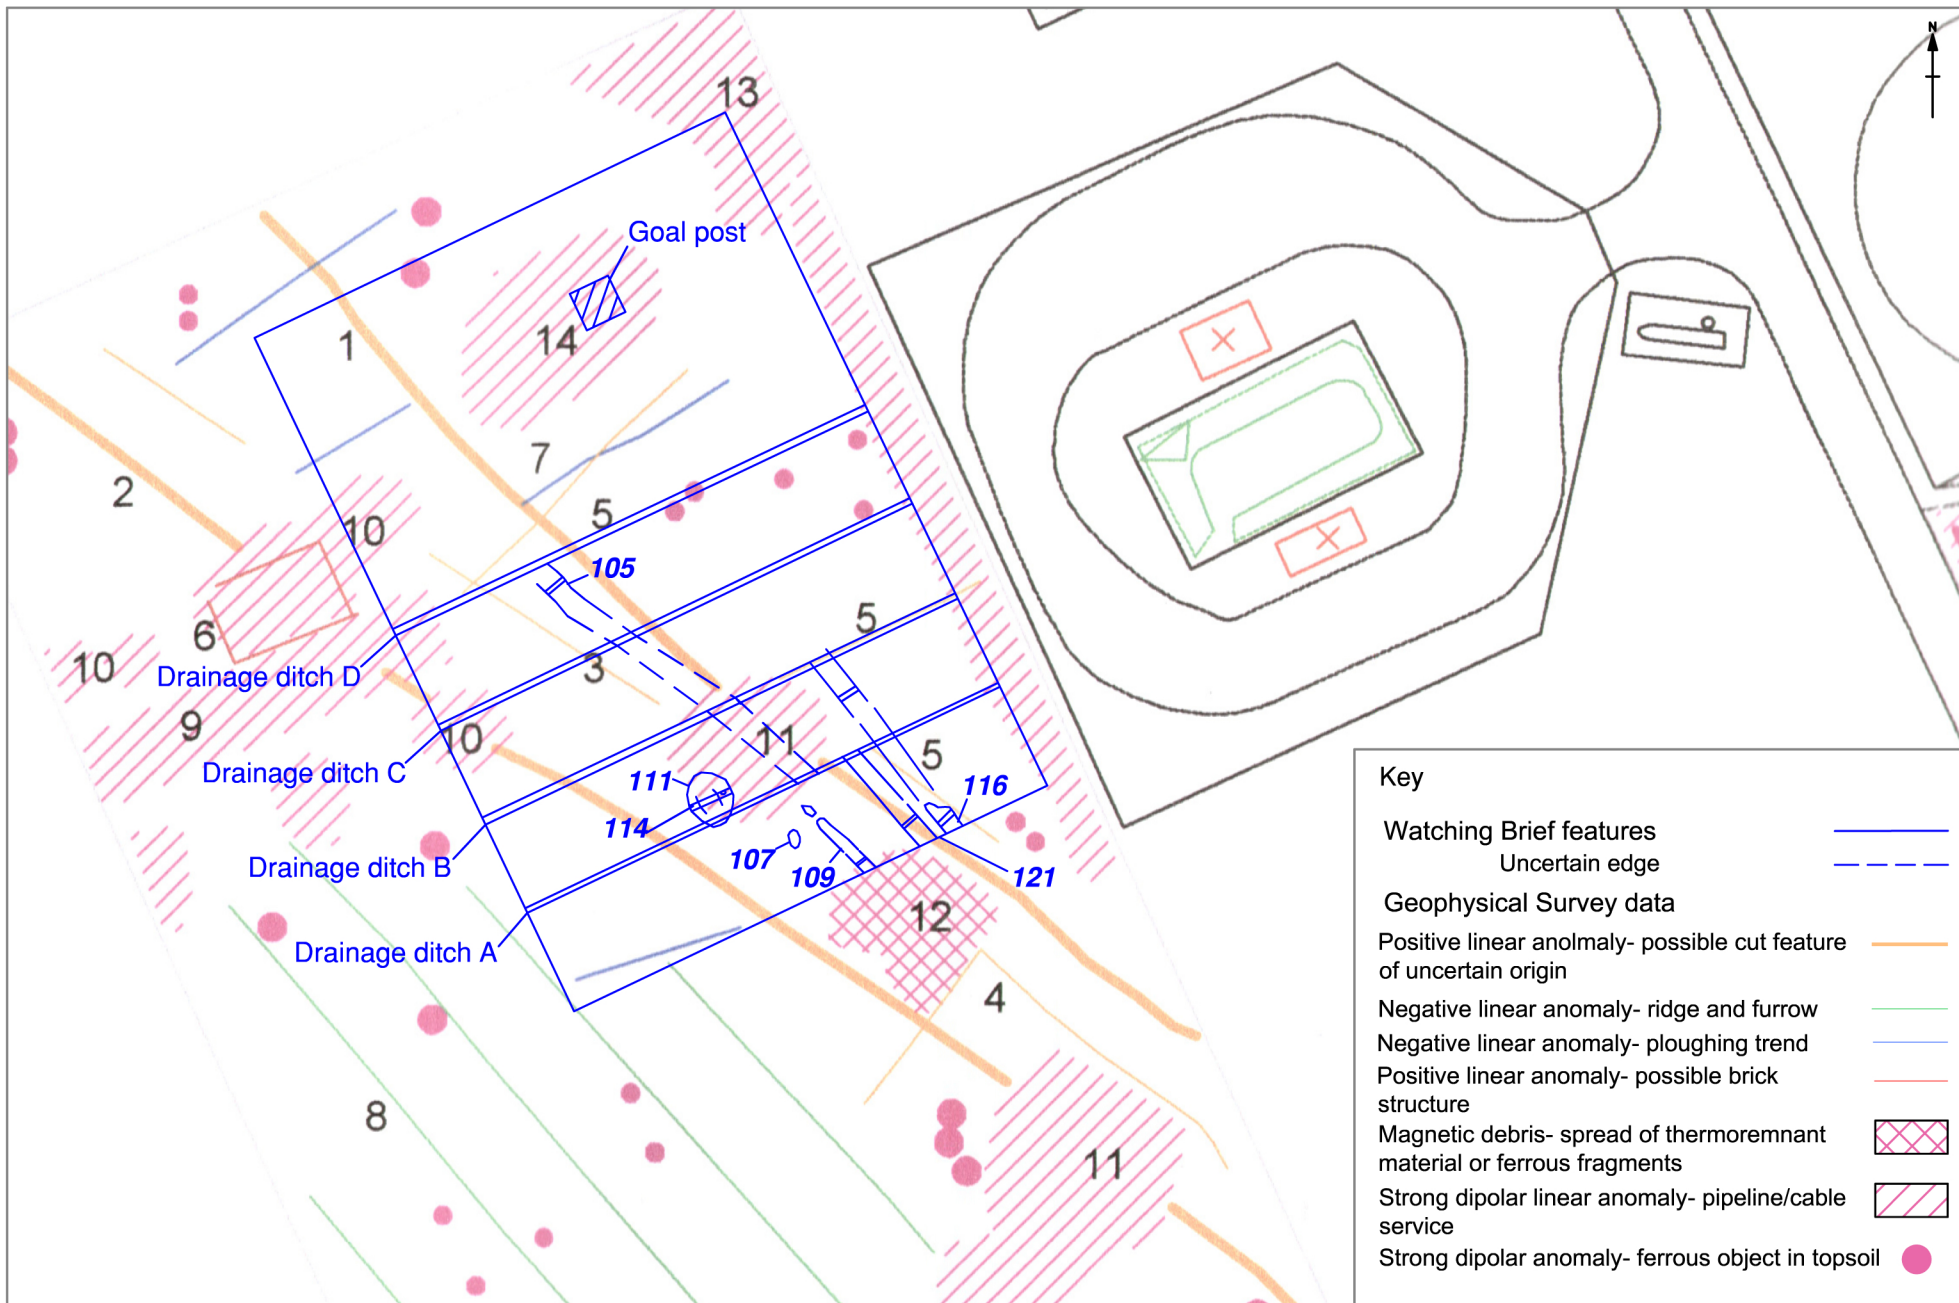 N
13
Goal post
1
14
2
7
5
10
105
6
5
10
3
Drainage ditch D
9
10
11
5
Drainage ditch C
111
116
114
107
109
121
Drainage ditch B
12
Drainage ditch A
4
8
11
Key
Watching Brief features
Uncertain edge
Geophysical Survey data
Positive linear anolmaly- possible cut feature
of uncertain origin
Negative linear anomaly- ridge and furrow
Negative linear anomaly- ploughing trend
Positive linear anomaly- possible brick
structure
Magnetic debris- spread of thermoremnant
material or ferrous fragments
Strong dipolar linear anomaly- pipeline/cable
service
Strong dipolar anomaly- ferrous object in topsoil